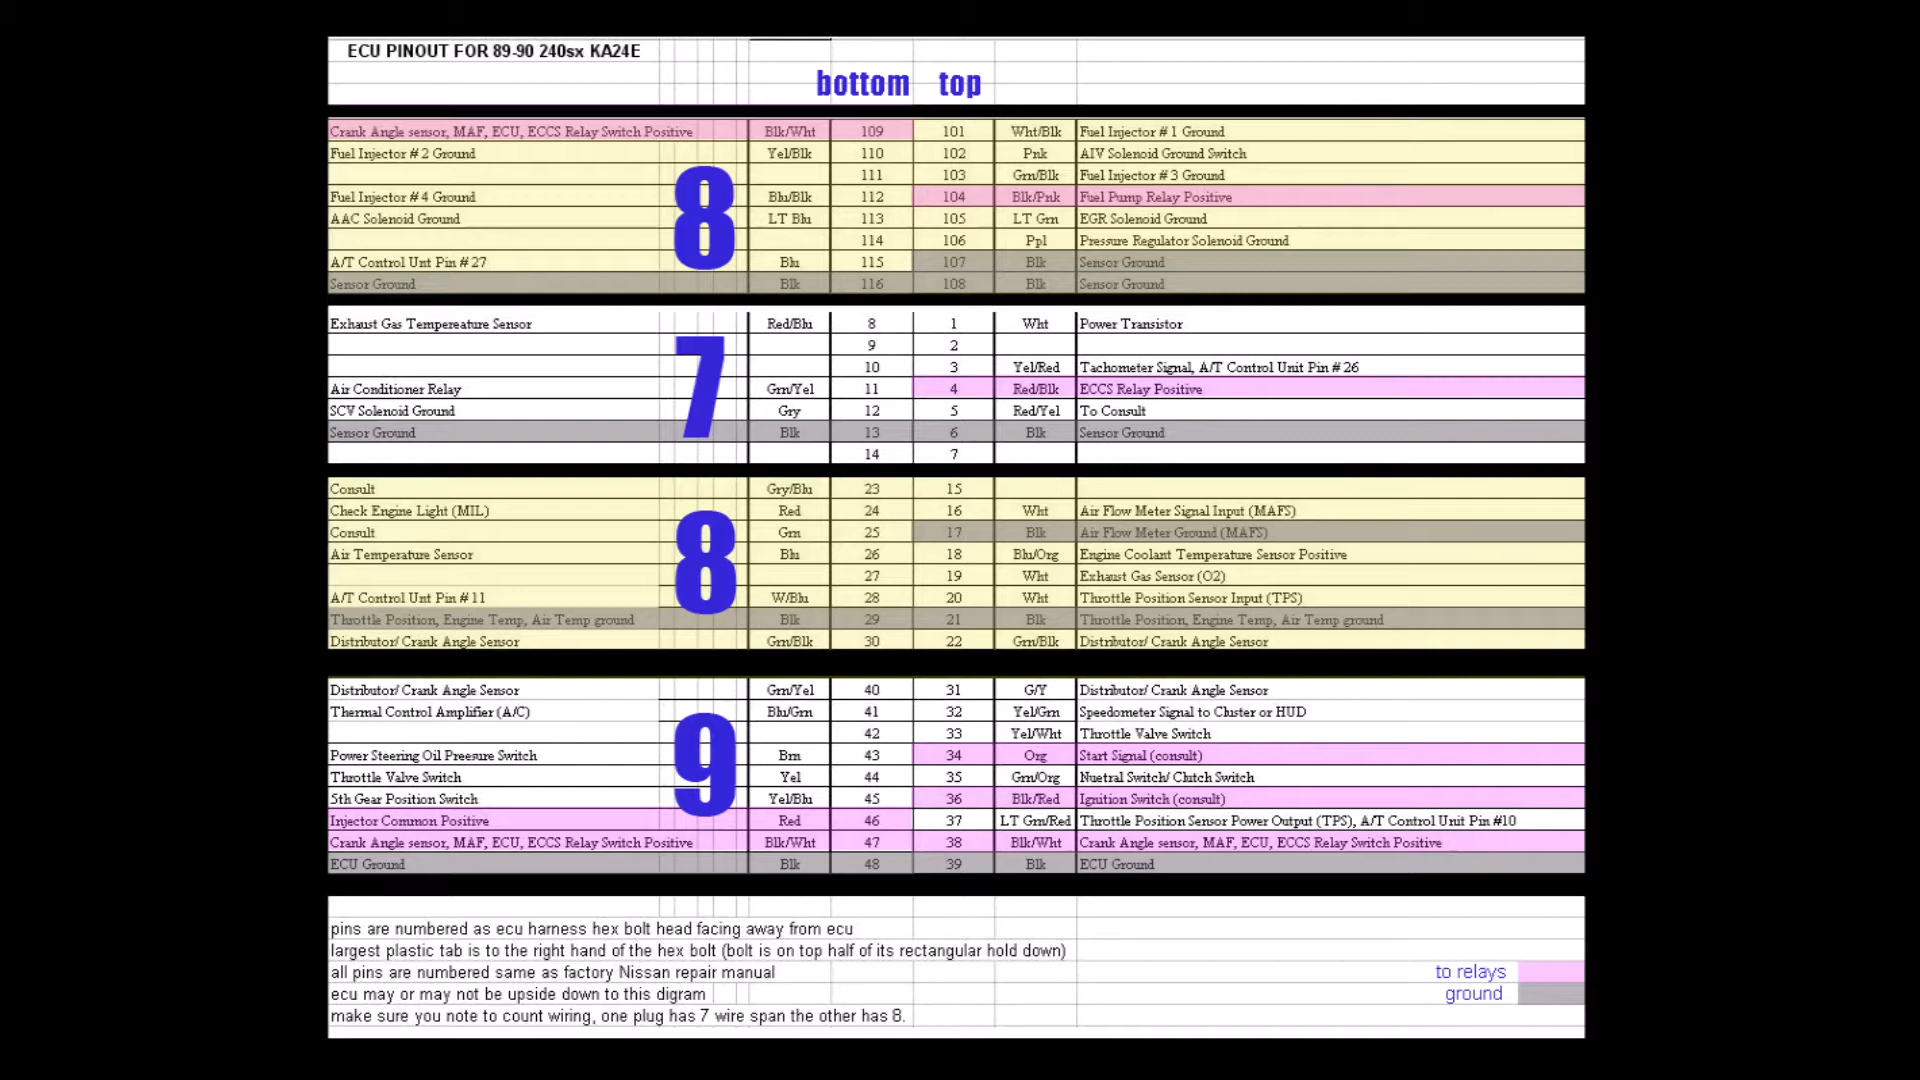 ECU PINOUT FOR 89-90 240sx KA24E
bottom top
Crank Angle sensor, MAF, ECU, ECCS Relay Switch Positive Blk/Wht 109 101 Wht/Blk Fuel Injector # 1 Ground
Fuel Injector # 2 Ground Yel/Blk 110 102 Pnk AIV Solenoid Ground Switch
111 103 Grn/Blk Fuel Injector # 3 Ground
Fuel Injector # 4 Ground Blu/Blk 112 104 Blk/Pnk Fuel Pump Relay Positive
AAC Solenoid Ground LT Blu 113 105 LT Grn EGR Solenoid Ground
8
114 106 Ppl Pressure Regulator Solenoid Ground
A/T Control Unt Pin # 27 Blu 115 107 Blk Sensor Ground
Sensor Ground Blk 116 108 Blk Sensor Ground
Exhaust Gas Tempereature Sensor Red/Blu 8 1 Wht Power Transistor
9 2
10 3 Yel/Red Tachometer Signal, A/T Control Unit Pin # 26
Air Conditioner Relay Grn/Yel 11 4 Red/Blk ECCS Relay Positive
7
SCV Solenoid Ground Gry 12 5 Red/Yel To Consult
Sensor Ground Blk 13 6 Blk Sensor Ground
14 7
Consult Gry/Blu 23 15
Check Engine Light (MIL) Red 24 16 Wht Air Flow Meter Signal Input (MAFS)
Consult Grn 25 17 Blk Air Flow Meter Ground (MAFS)
Air Temperature Sensor Blu 26 18 Blu/Org Engine Coolant Temperature Sensor Positive
8
27 19 Wht Exhaust Gas Sensor (O2)
A/T Control Unt Pin # 11 W/Blu 28 20 Wht Throttle Position Sensor Input (TPS)
Throttle Position, Engine Temp, Air Temp ground Blk 29 21 Blk Throttle Position, Engine Temp, Air Temp ground
Distributor/ Crank Angle Sensor Grn/Blk 30 22 Grn/Blk Distributor/ Crank Angle Sensor
Distributor/ Crank Angle Sensor Grn/Yel 40 31 G/Y Distributor/ Crank Angle Sensor
Thermal Control Amplifier (A/C) Blu/Grn 41 32 Yel/Grn Speedometer Signal to Cluster or HUD
42 33 Yel/Wht Throttle Valve Switch
Power Steering Oil Preesure Switch Brn 43 34 Org Start Signal (consult)
9
Throttle Valve Switch Yel 44 35 Grn/Org Nuetral Switch/ Clutch Switch
5th Gear Position Switch Yel/Blu 45 36 Blk/Red Ignition Switch (consult)
Injector Common Positive Red 46 37 LT Grn/Red Throttle Position Sensor Power Output (TPS), A/T Control Unit Pin #10
Crank Angle sensor, MAF, ECU, ECCS Relay Switch Positive Blk/Wht 47 38 Blk/Wht Crank Angle sensor, MAF, ECU, ECCS Relay Switch Positive
ECU Ground Blk 48 39 Blk ECU Ground
pins are numbered as ecu harness hex bolt head facing away from ecu
largest plastic tab is to the right hand of the hex bolt (bolt is on top half of its rectangular hold down)
all pins are numbered same as factory Nissan repair manual to relays
ecu may or may not be upside down to this digram ground
make sure you note to count wiring, one plug has 7 wire span the other has 8.